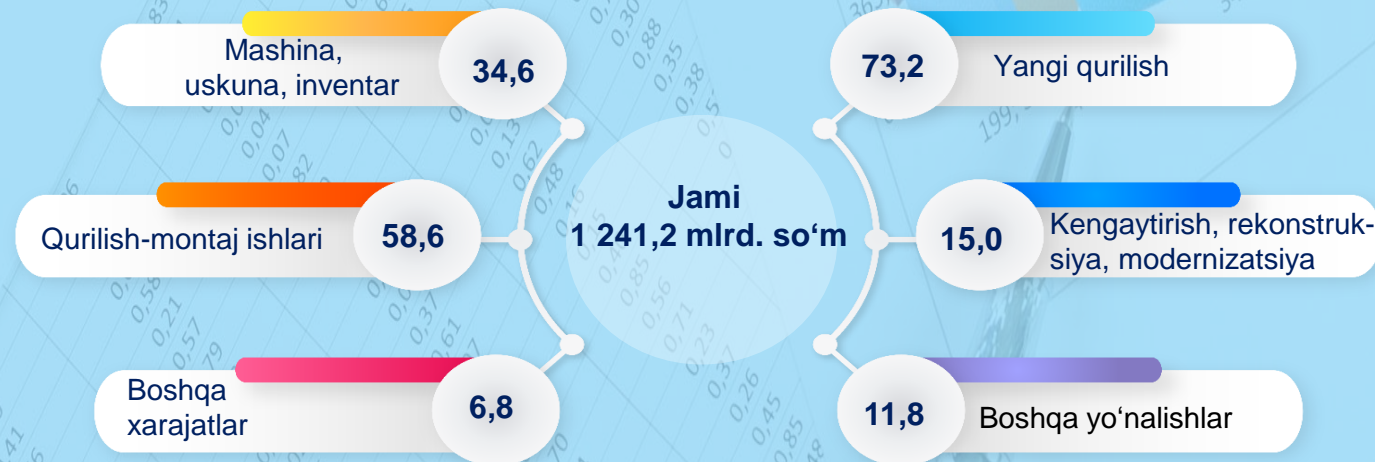 Mashina,
uskuna, inventar
34,6
Qurilish-montaj ishlari
58,6
Boshqa
xarajatlar
6,8
Jami
1 241,2 mlrd. so‘m
73,2
Yangi qurilish
15,0
Kengaytirish, rekonstruk-
siya, modernizatsiya
11,8
Boshqa yo‘nalishlar